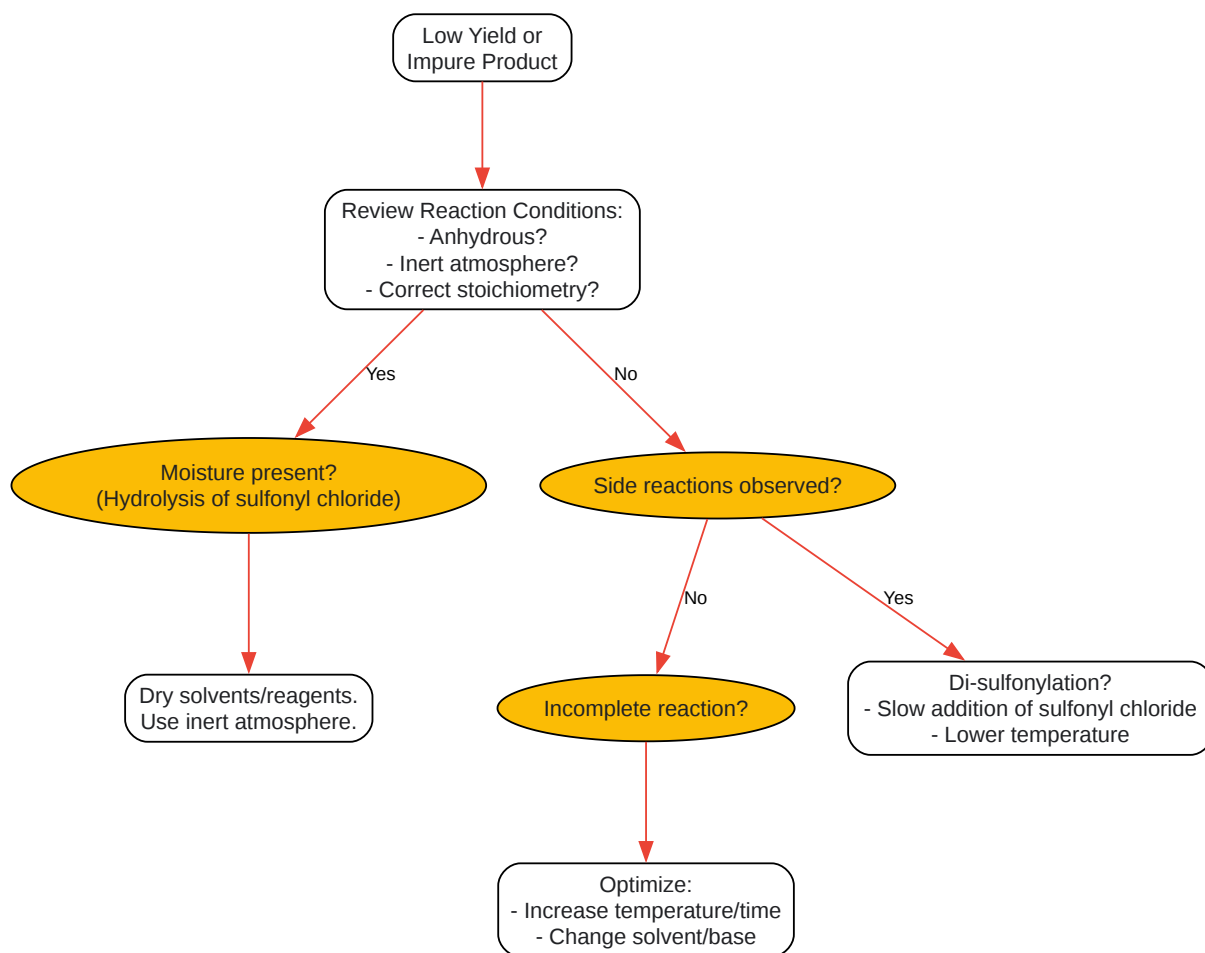 Low Yield or
Impure Product
Review Reaction Conditions:
- Anhydrous?
- Inert atmosphere?
- Correct stoichiometry?
Yes
No
Moisture present?
(Hydrolysis of sulfonyl chloride)
Side reactions observed?
No
Yes
Dry solvents/reagents.
Use inert atmosphere.
Incomplete reaction?
Di-sulfonylation?
- Slow addition of sulfonyl chloride
- Lower temperature
Optimize:
- Increase temperature/time
- Change solvent/base